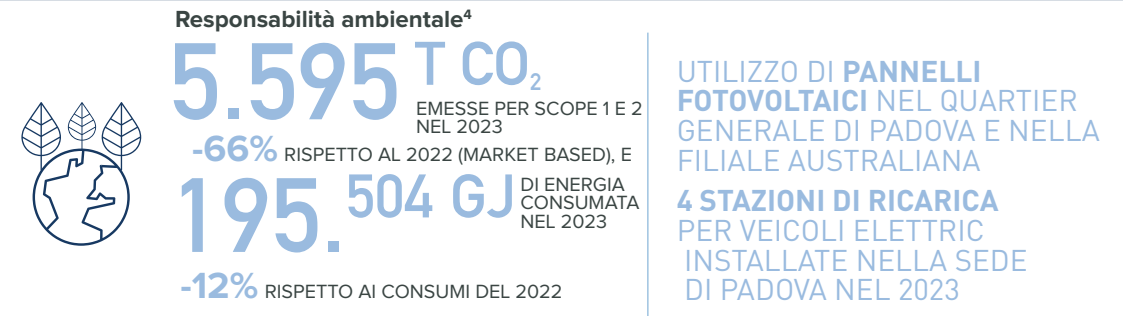 Responsabilità ambientale⁴
5.595 T CO₂
EMESSE PER SCOPE 1 E 2
NEL 2023
-66% RISPETTO AL 2022 (MARKET BASED), E
195.504 GJ DI ENERGIA
CONSUMATA
NEL 2023
-12% RISPETTO AI CONSUMI DEL 2022
UTILIZZO DI PANNELLI
FOTOVOLTAICI NEL QUARTIER
GENERALE DI PADOVA E NELLA
FILIALE AUSTRALIANA
4 STAZIONI DI RICARICA
PER VEICOLI ELETTRIC
INSTALLATE NELLA SEDE
DI PADOVA NEL 2023